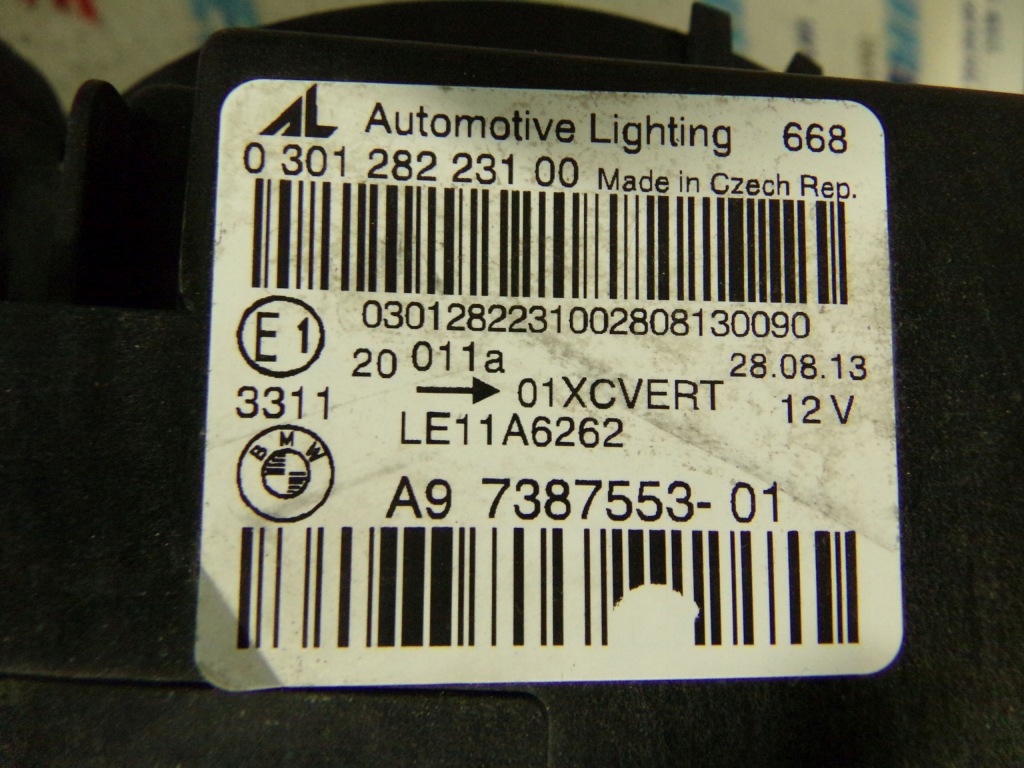 AL Automotive Lighting 668
0 301 282 231 00 Made in Czech Rep.
0301282231002808130090
E1 20 011a 28.08.13
3311 → 01XCVERT 12 V
LE11A6262
BMW
A9 7387553- 01